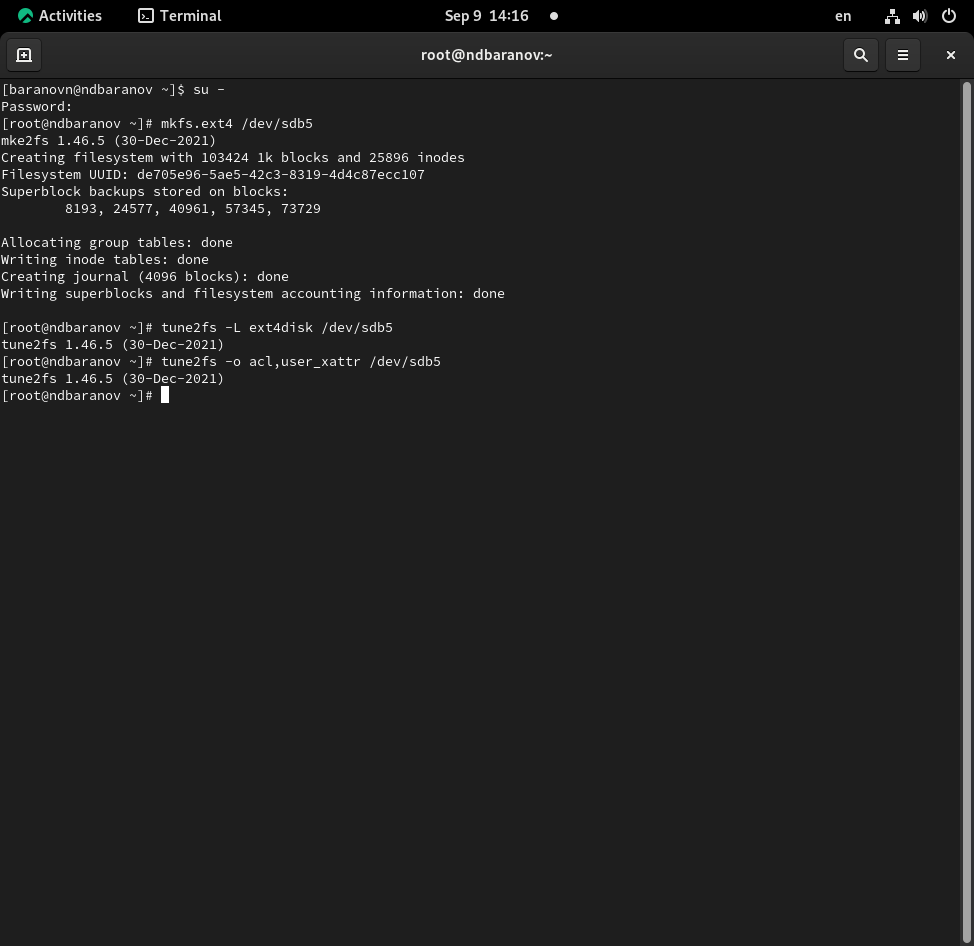 Activities Terminal Sep 9 14:16 en
root@ndbaranov:~
[baranovn@ndbaranov ~]$ su -
Password:
[root@ndbaranov ~]# mkfs.ext4 /dev/sdb5
mke2fs 1.46.5 (30-Dec-2021)
Creating filesystem with 103424 1k blocks and 25896 inodes
Filesystem UUID: de705e96-5ae5-42c3-8319-4d4c87ecc107
Superblock backups stored on blocks:
        8193, 24577, 40961, 57345, 73729
Allocating group tables: done
Writing inode tables: done
Creating journal (4096 blocks): done
Writing superblocks and filesystem accounting information: done
[root@ndbaranov ~]# tune2fs -L ext4disk /dev/sdb5
tune2fs 1.46.5 (30-Dec-2021)
[root@ndbaranov ~]# tune2fs -o acl,user_xattr /dev/sdb5
tune2fs 1.46.5 (30-Dec-2021)
[root@ndbaranov ~]#